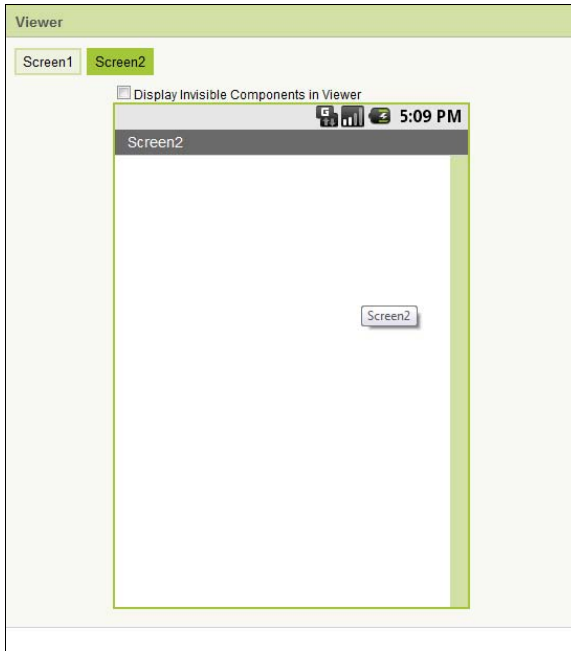 Viewer
Screen1 Screen2
Display Invisible Components in Viewer
G 5:09 PM
Screen2
Screen2